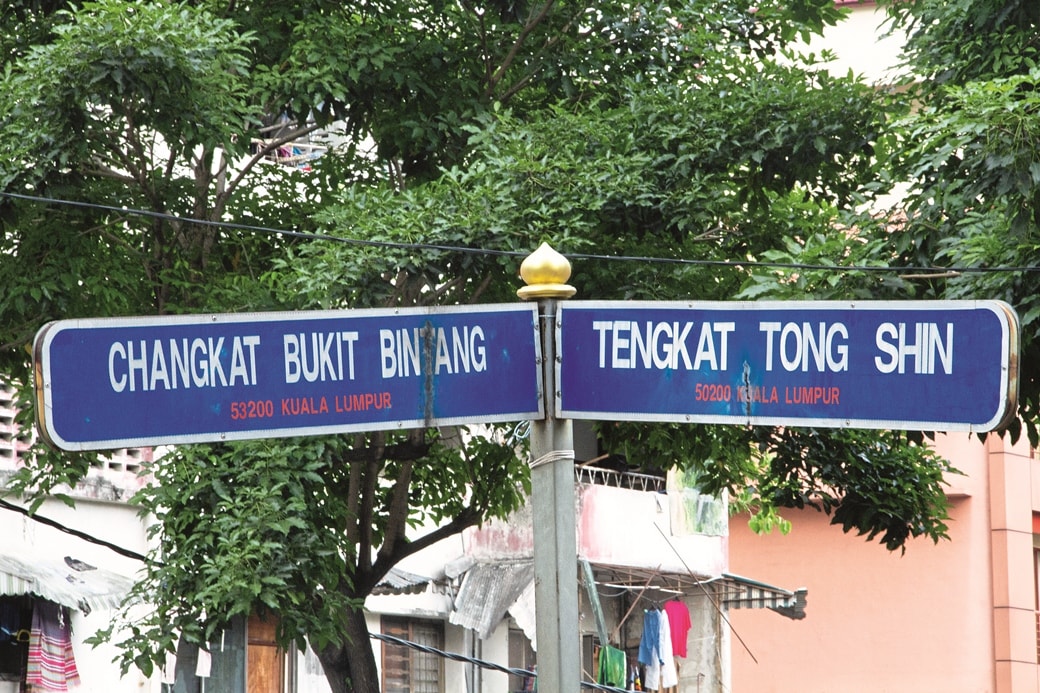 CHANGKAT BUKIT BINTANG
53200 KUALA LUMPUR
TENGKAT TONG SHIN
50200 KUALA LUMPUR